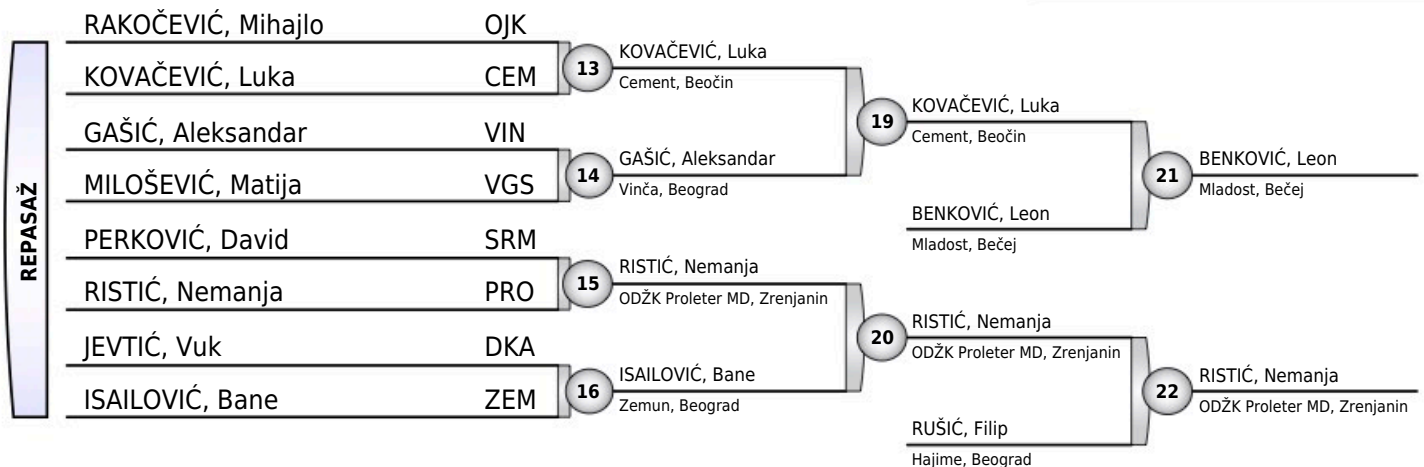 REPASAŽ
RAKOČEVIĆ, Mihajlo OJK
KOVAČEVIĆ, Luka CEM
GAŠIĆ, Aleksandar VIN
MILOŠEVIĆ, Matija VGS
PERKOVIĆ, David SRM
RISTIĆ, Nemanja PRO
JEVTIĆ, Vuk DKA
ISAILOVIĆ, Bane ZEM
13
KOVAČEVIĆ, Luka
Cement, Beočin
14
GAŠIĆ, Aleksandar
Vinča, Beograd
15
RISTIĆ, Nemanja
ODŽK Proleter MD, Zrenjanin
16
ISAILOVIĆ, Bane
Zemun, Beograd
19
KOVAČEVIĆ, Luka
Cement, Beočin
BENKOVIĆ, Leon
Mladost, Bečej
20
RISTIĆ, Nemanja
ODŽK Proleter MD, Zrenjanin
RUŠIĆ, Filip
Hajime, Beograd
21
BENKOVIĆ, Leon
Mladost, Bečej
22
RISTIĆ, Nemanja
ODŽK Proleter MD, Zrenjanin